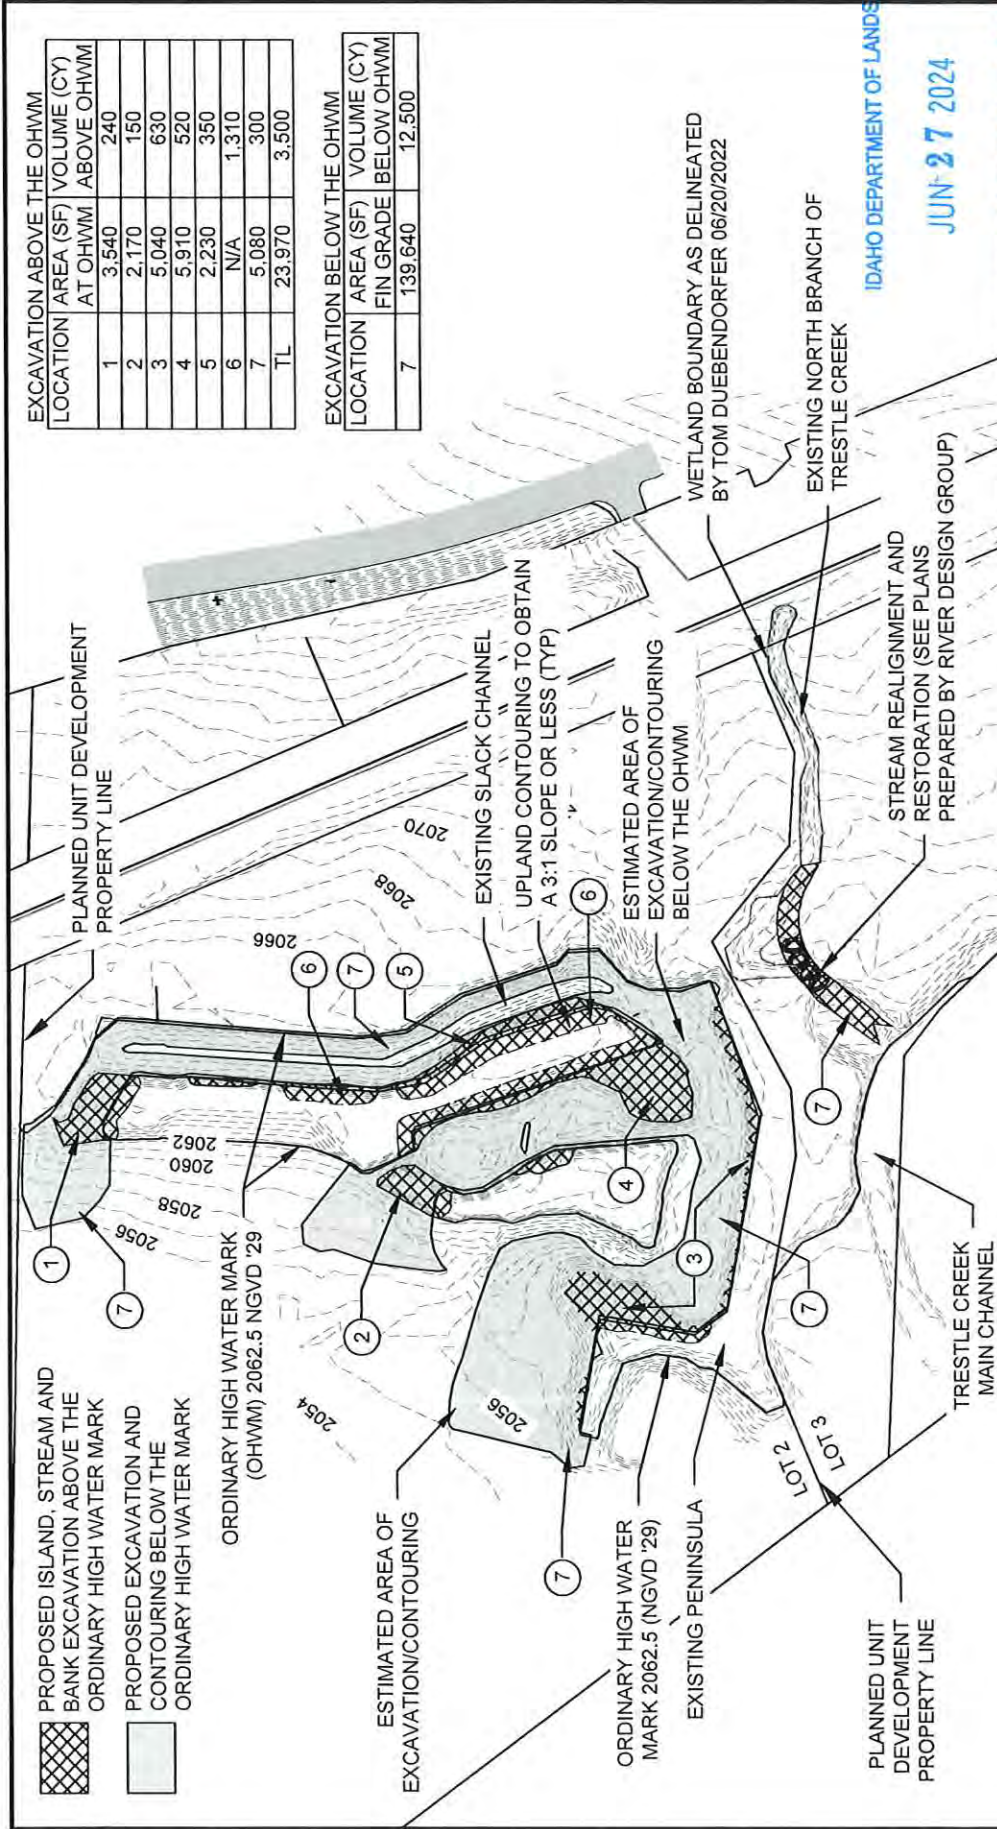 PROPOSED ISLAND, STREAM AND
BANK EXCAVATION ABOVE THE
ORDINARY HIGH WATER MARK
PROPOSED EXCAVATION AND
CONTOURING BELOW THE
ORDINARY HIGH WATER MARK
EXCAVATION ABOVE THE OHWM
LOCATION AREA (SF) AT OHWM VOLUME (CY) ABOVE OHWM
1 3,540 240
2 2,170 150
3 5,040 630
4 5,910 520
5 2,230 350
6 N/A 1,310
7 5,080 300
TL 23,970 3,500
EXCAVATION BELOW THE OHWM
LOCATION AREA (SF) FIN GRADE VOLUME (CY) BELOW OHWM
7 139,640 12,500
PLANNED UNIT DEVELOPMENT
PROPERTY LINE
ORDINARY HIGH WATER MARK
(OHWM) 2062.5 NGVD '29
1
7
2
6
7
5
2062
2060
2058
2056
2054
2066
2068
2070
+
-
EXISTING SLACK CHANNEL
UPLAND CONTOURING TO OBTAIN
A 3:1 SLOPE OR LESS (TYP)
6
ESTIMATED AREA OF
EXCAVATION/CONTOURING
BELOW THE OHWM
ESTIMATED AREA OF
EXCAVATION/CONTOURING
2056
7
4
3
7
7
ORDINARY HIGH WATER
MARK 2062.5 (NGVD '29)
EXISTING PENINSULA
WETLAND BOUNDARY AS DELINEATED
BY TOM DUEBENDORFER 06/20/2022
EXISTING NORTH BRANCH OF
TRESTLE CREEK
STREAM REALIGNMENT AND
RESTORATION (SEE PLANS
PREPARED BY RIVER DESIGN GROUP)
LOT 2
LOT 3
PLANNED UNIT
DEVELOPMENT
PROPERTY LINE
TRESTLE CREEK
MAIN CHANNEL
IDAHO DEPARTMENT OF LANDS
JUN 27 2024